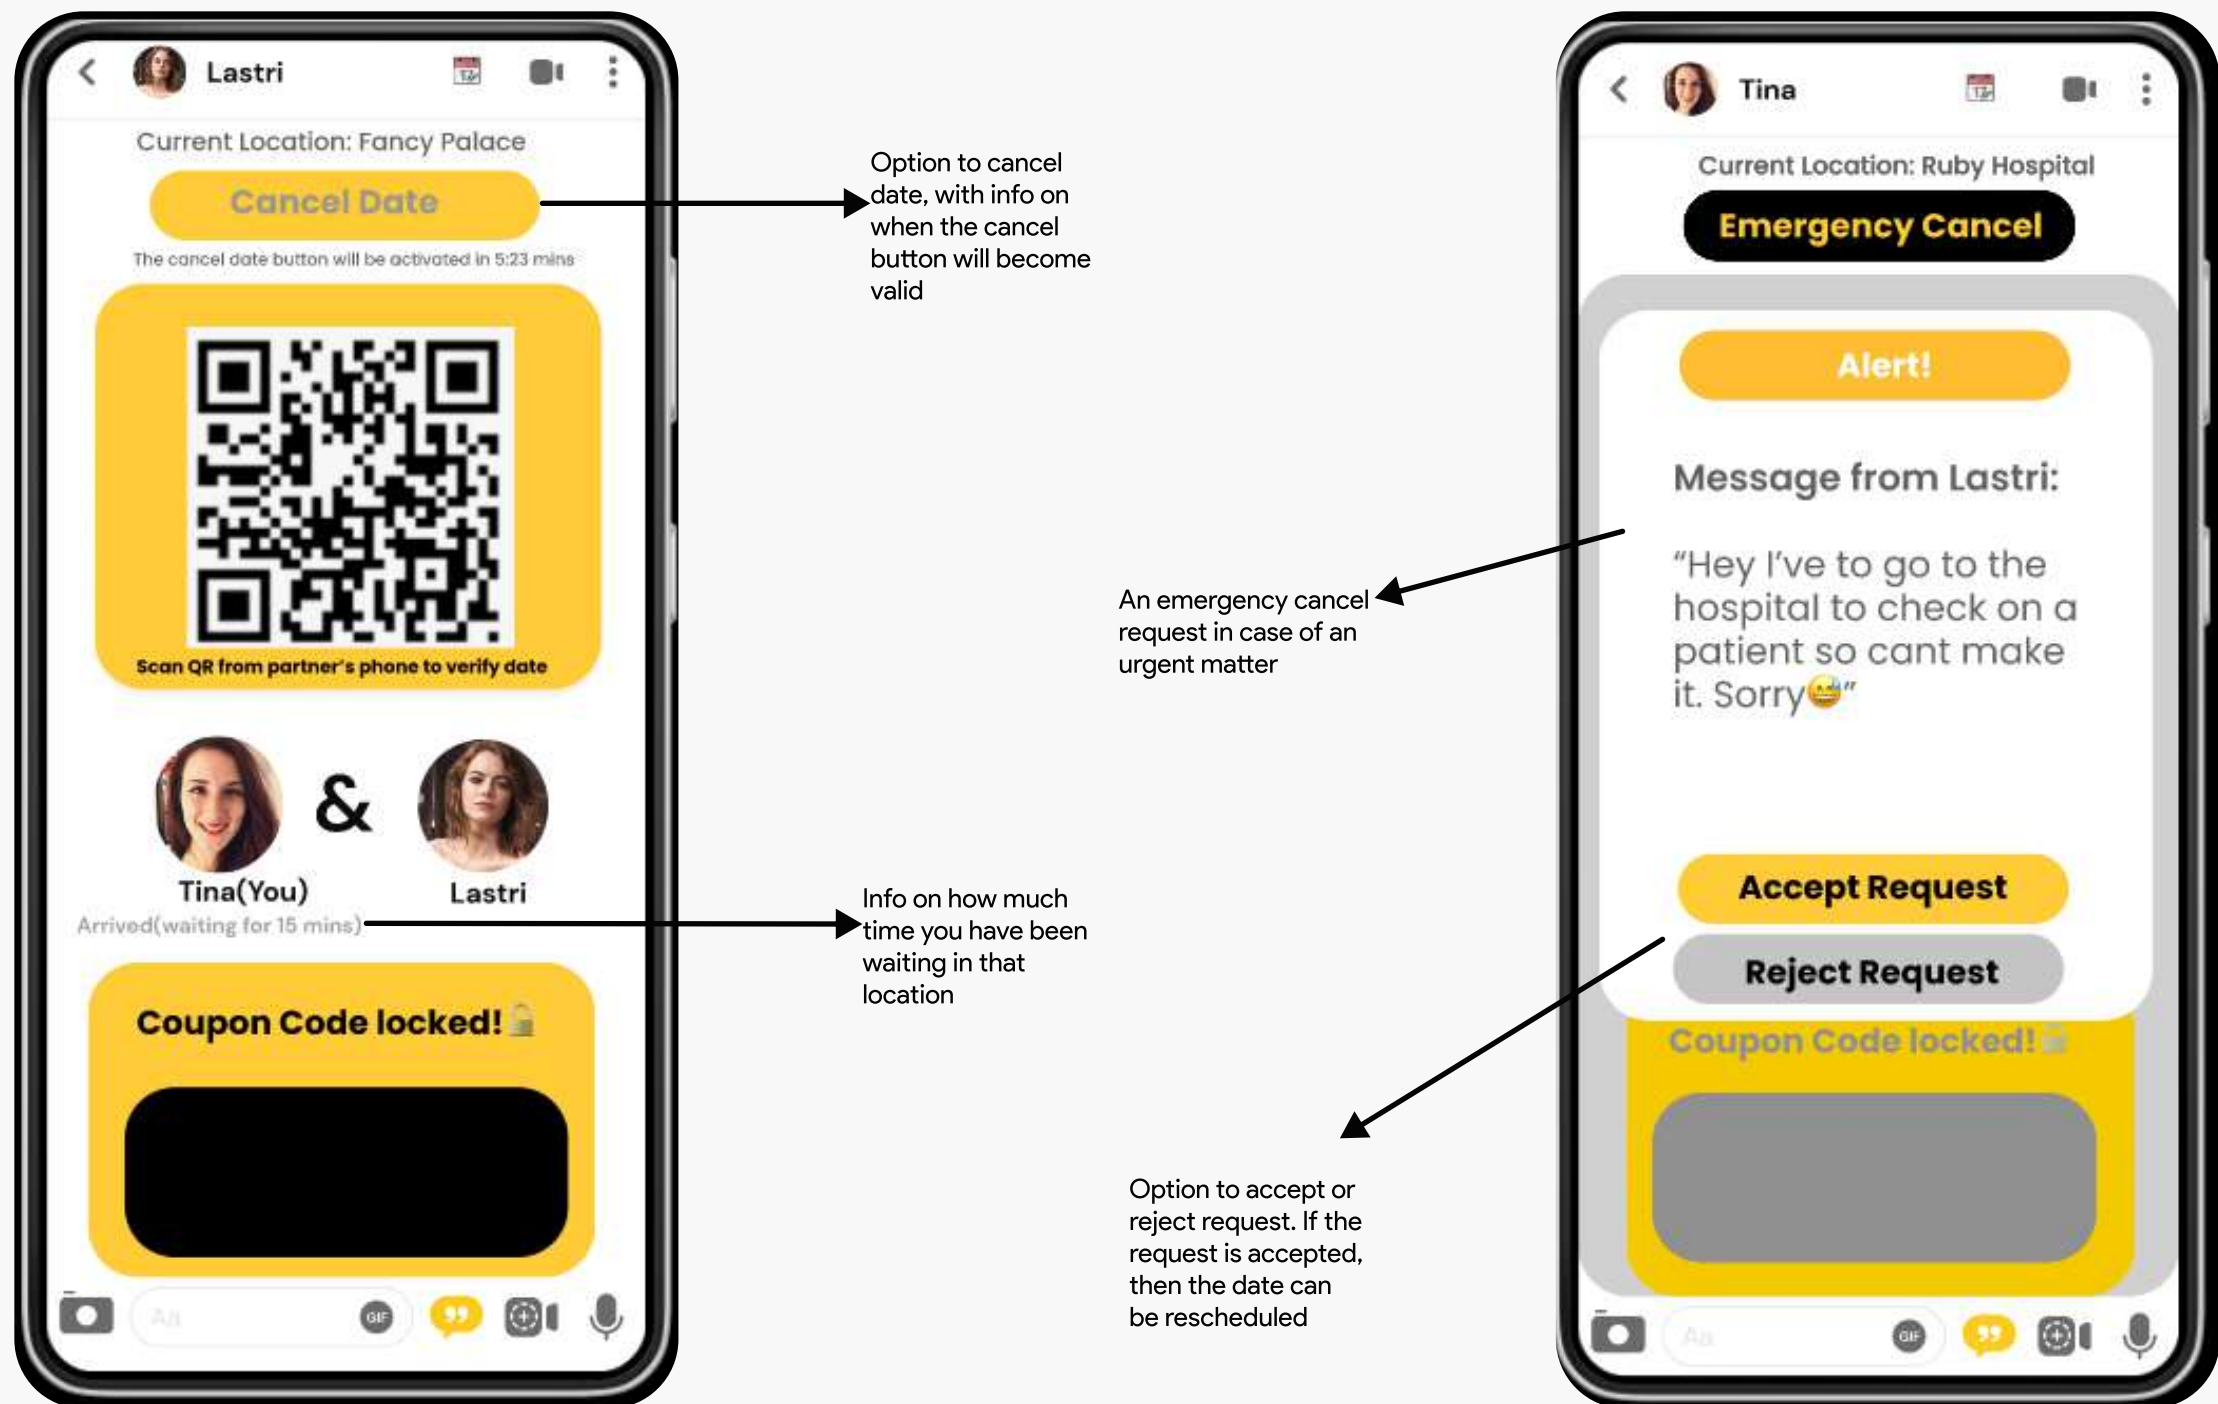 Lastri
Current Location: Fancy Palace
Cancel Date
The cancel date button will be activated in 5:23 mins
Scan QR from partner's phone to verify date
&
Tina(You)
Lastri
Arrived(waiting for 15 mins)
Coupon Code locked!🔓
Aa
GIF
Option to cancel
date, with info on
when the cancel
button will become
valid
An emergency cancel
request in case of an
urgent matter
Info on how much
time you have been
waiting in that
location
Option to accept or
reject request. If the
request is accepted,
then the date can
be rescheduled
Tina
Current Location: Ruby Hospital
Emergency Cancel
Alert!
Message from Lastri:
“Hey I’ve to go to the
hospital to check on a
patient so cant make
it. Sorry😅”
Accept Request
Reject Request
Coupon Code locked!🔓
Aa
GIF